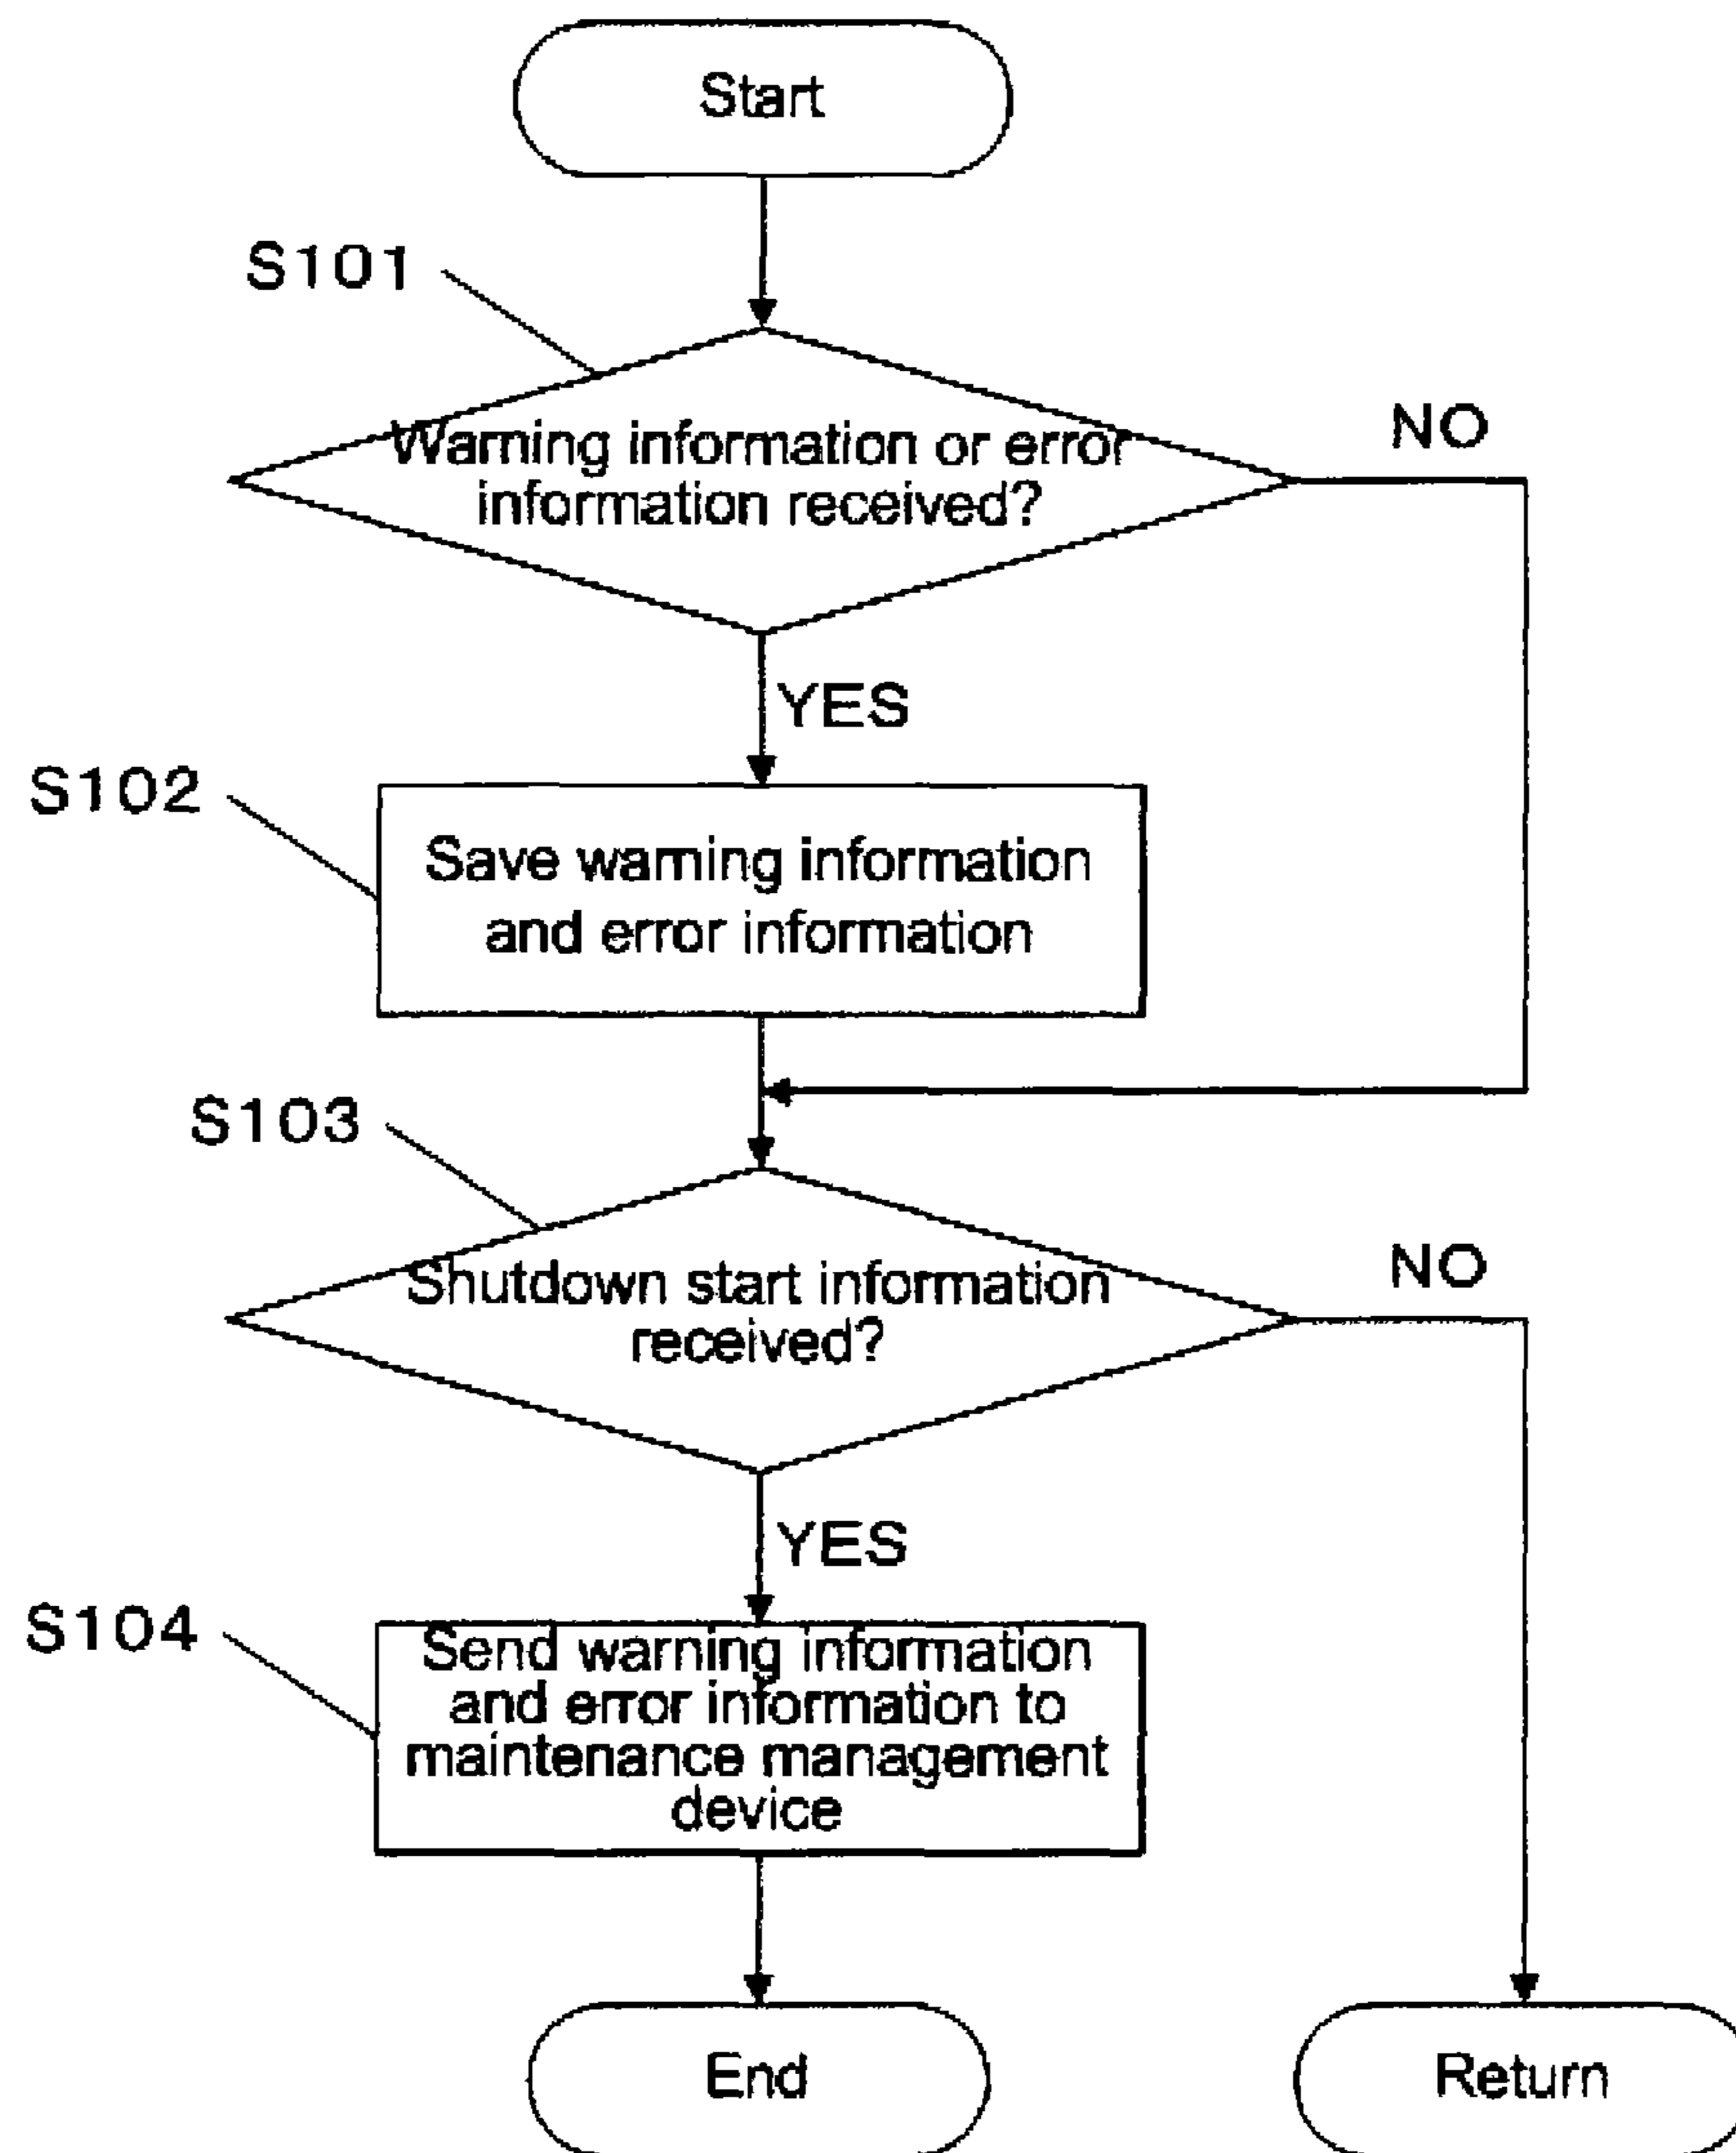 Start
S101
Warning information or error
information received?
NO
YES
S102
Save warning information
and error information
S103
Shutdown start information
received?
NO
YES
S104
Send warning information
and error information to
maintenance management
device
End
Return